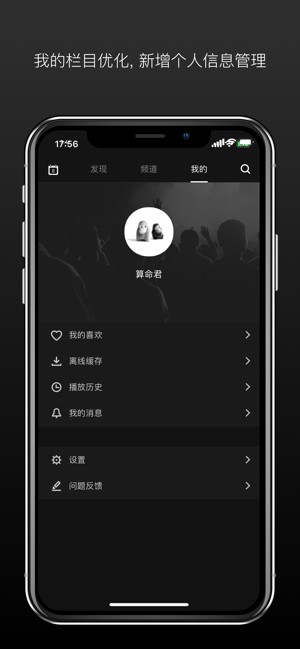 我的栏目优化, 新增个人信息管理
17:56
发现 频道 我的
算命君
我的喜欢
离线缓存
播放历史
我的消息
设置
问题反馈